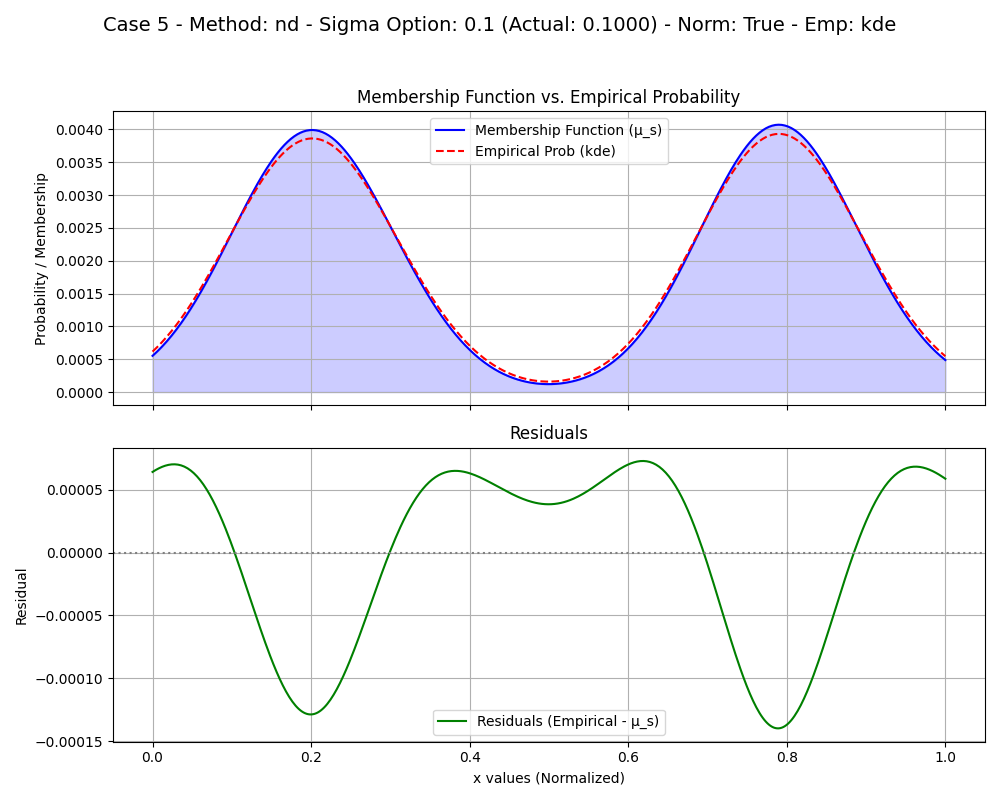 Case 5 - Method: nd - Sigma Option: 0.1 (Actual: 0.1000) - Norm: True - Emp: kde
Membership Function vs. Empirical Probability
Membership Function (μ_s)
Empirical Prob (kde)
Probability / Membership
0.0040
0.0035
0.0030
0.0025
0.0020
0.0015
0.0010
0.0005
0.0000
Residuals
Residual
0.00005
0.00000
−0.00005
−0.00010
−0.00015
Residuals (Empirical - μ_s)
0.0 0.2 0.4 0.6 0.8 1.0
x values (Normalized)